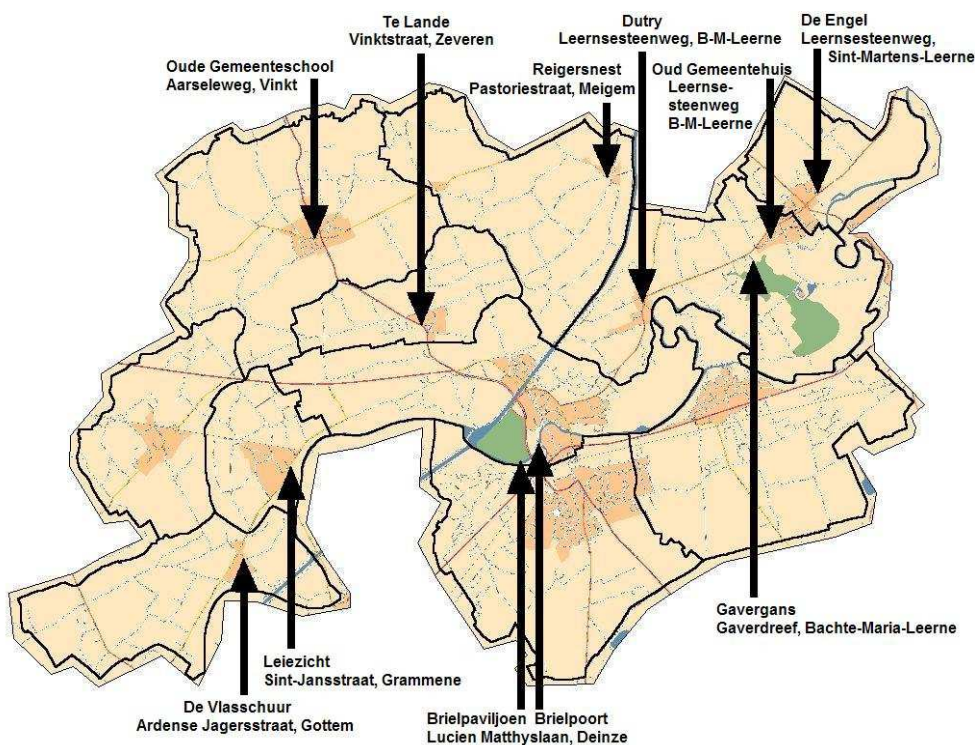 Te Lande
Vinktstraat, Zeveren
Dutry
Leernsesteenweg, B-M-Leerne
De Engel
Leernsesteenweg,
Sint-Martens-Leerne
Oude Gemeenteschool
Aarseleweg, Vinkt
Reigersnest
Pastoriestraat, Meigem
Oud Gemeentehuis
Leernse-
steenweg
B-M-Leerne
Gavergans
Gaverdreef, Bachte-Maria-Leerne
Leiezicht
Sint-Jansstraat, Grammene
De Vlasschuur
Ardense Jagersstraat, Gottem
Brielpaviljoen Brielpoort
Lucien Matthyslaan, Deinze